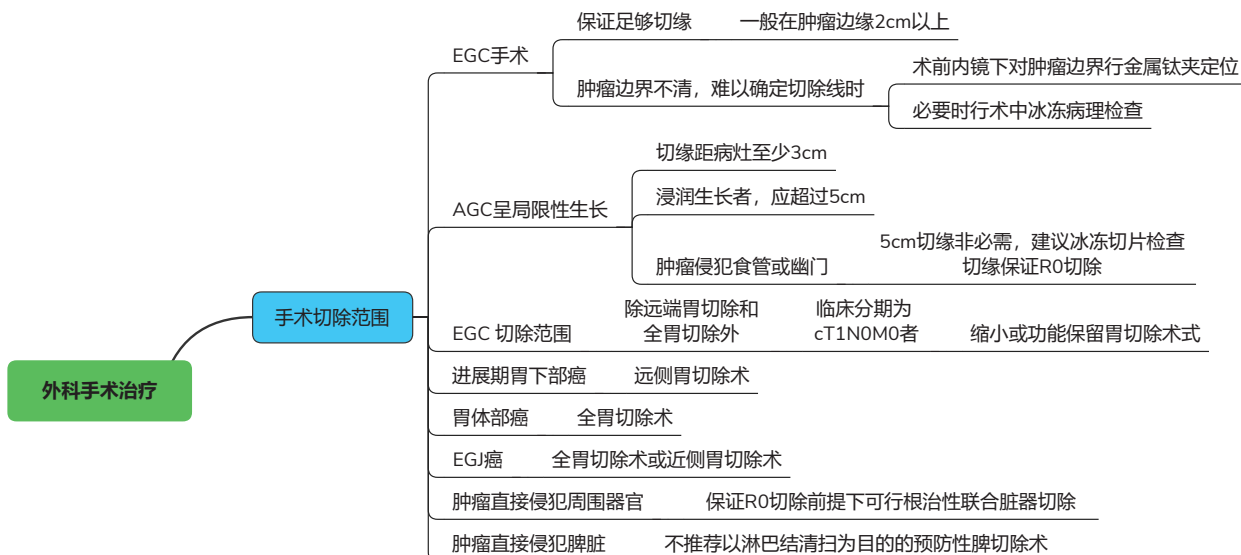 保证足够切缘
一般在肿瘤边缘2cm以上
EGC手术
术前内镜下对肿瘤边界行金属钛夹定位
肿瘤边界不清，难以确定切除线时
必要时行术中冰冻病理检查
切缘距病灶至少3cm
浸润生长者，应超过5cm
AGC呈局限性生长
5cm切缘非必需，建议冰冻切片检查
切缘保证R0切除
肿瘤侵犯食管或幽门
手术切除范围
EGC 切除范围
除远端胃切除和
全胃切除外
临床分期为
cT1N0M0者
缩小或功能保留胃切除术式
外科手术治疗
进展期胃下部癌
远侧胃切除术
胃体部癌
全胃切除术
EGJ癌
全胃切除术或近侧胃切除术
肿瘤直接侵犯周围器官
保证R0切除前提下可行根治性联合脏器切除
肿瘤直接侵犯脾脏
不推荐以淋巴结清扫为目的的预防性脾切除术